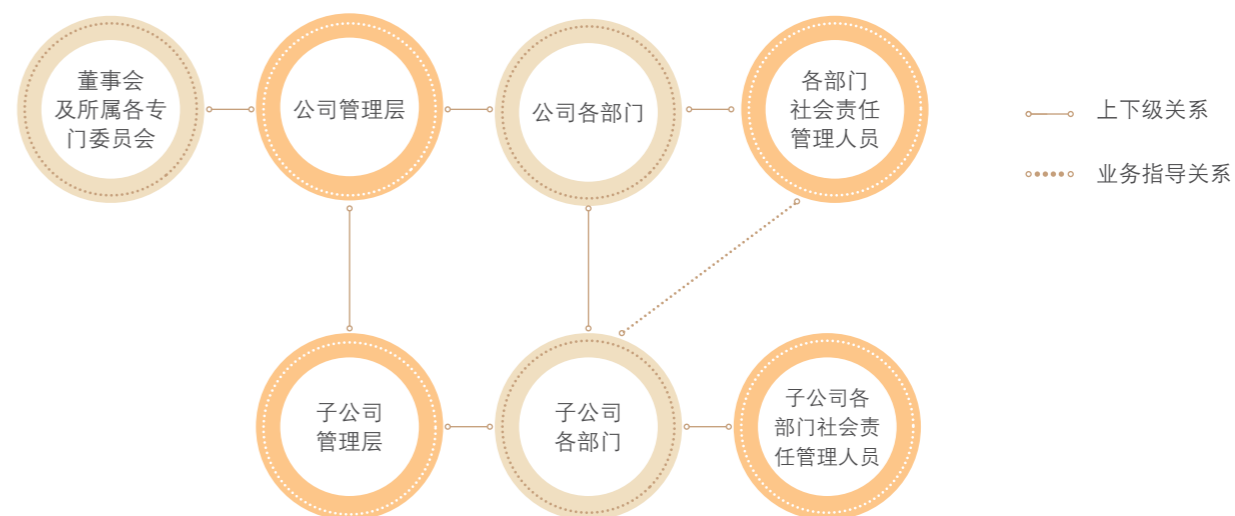 董事会
及所属各专
门委员会
公司管理层
公司各部门
各部门
社会责任
管理人员
上下级关系
业务指导关系
子公司
管理层
子公司
各部门
子公司各
部门社会责
任管理人员